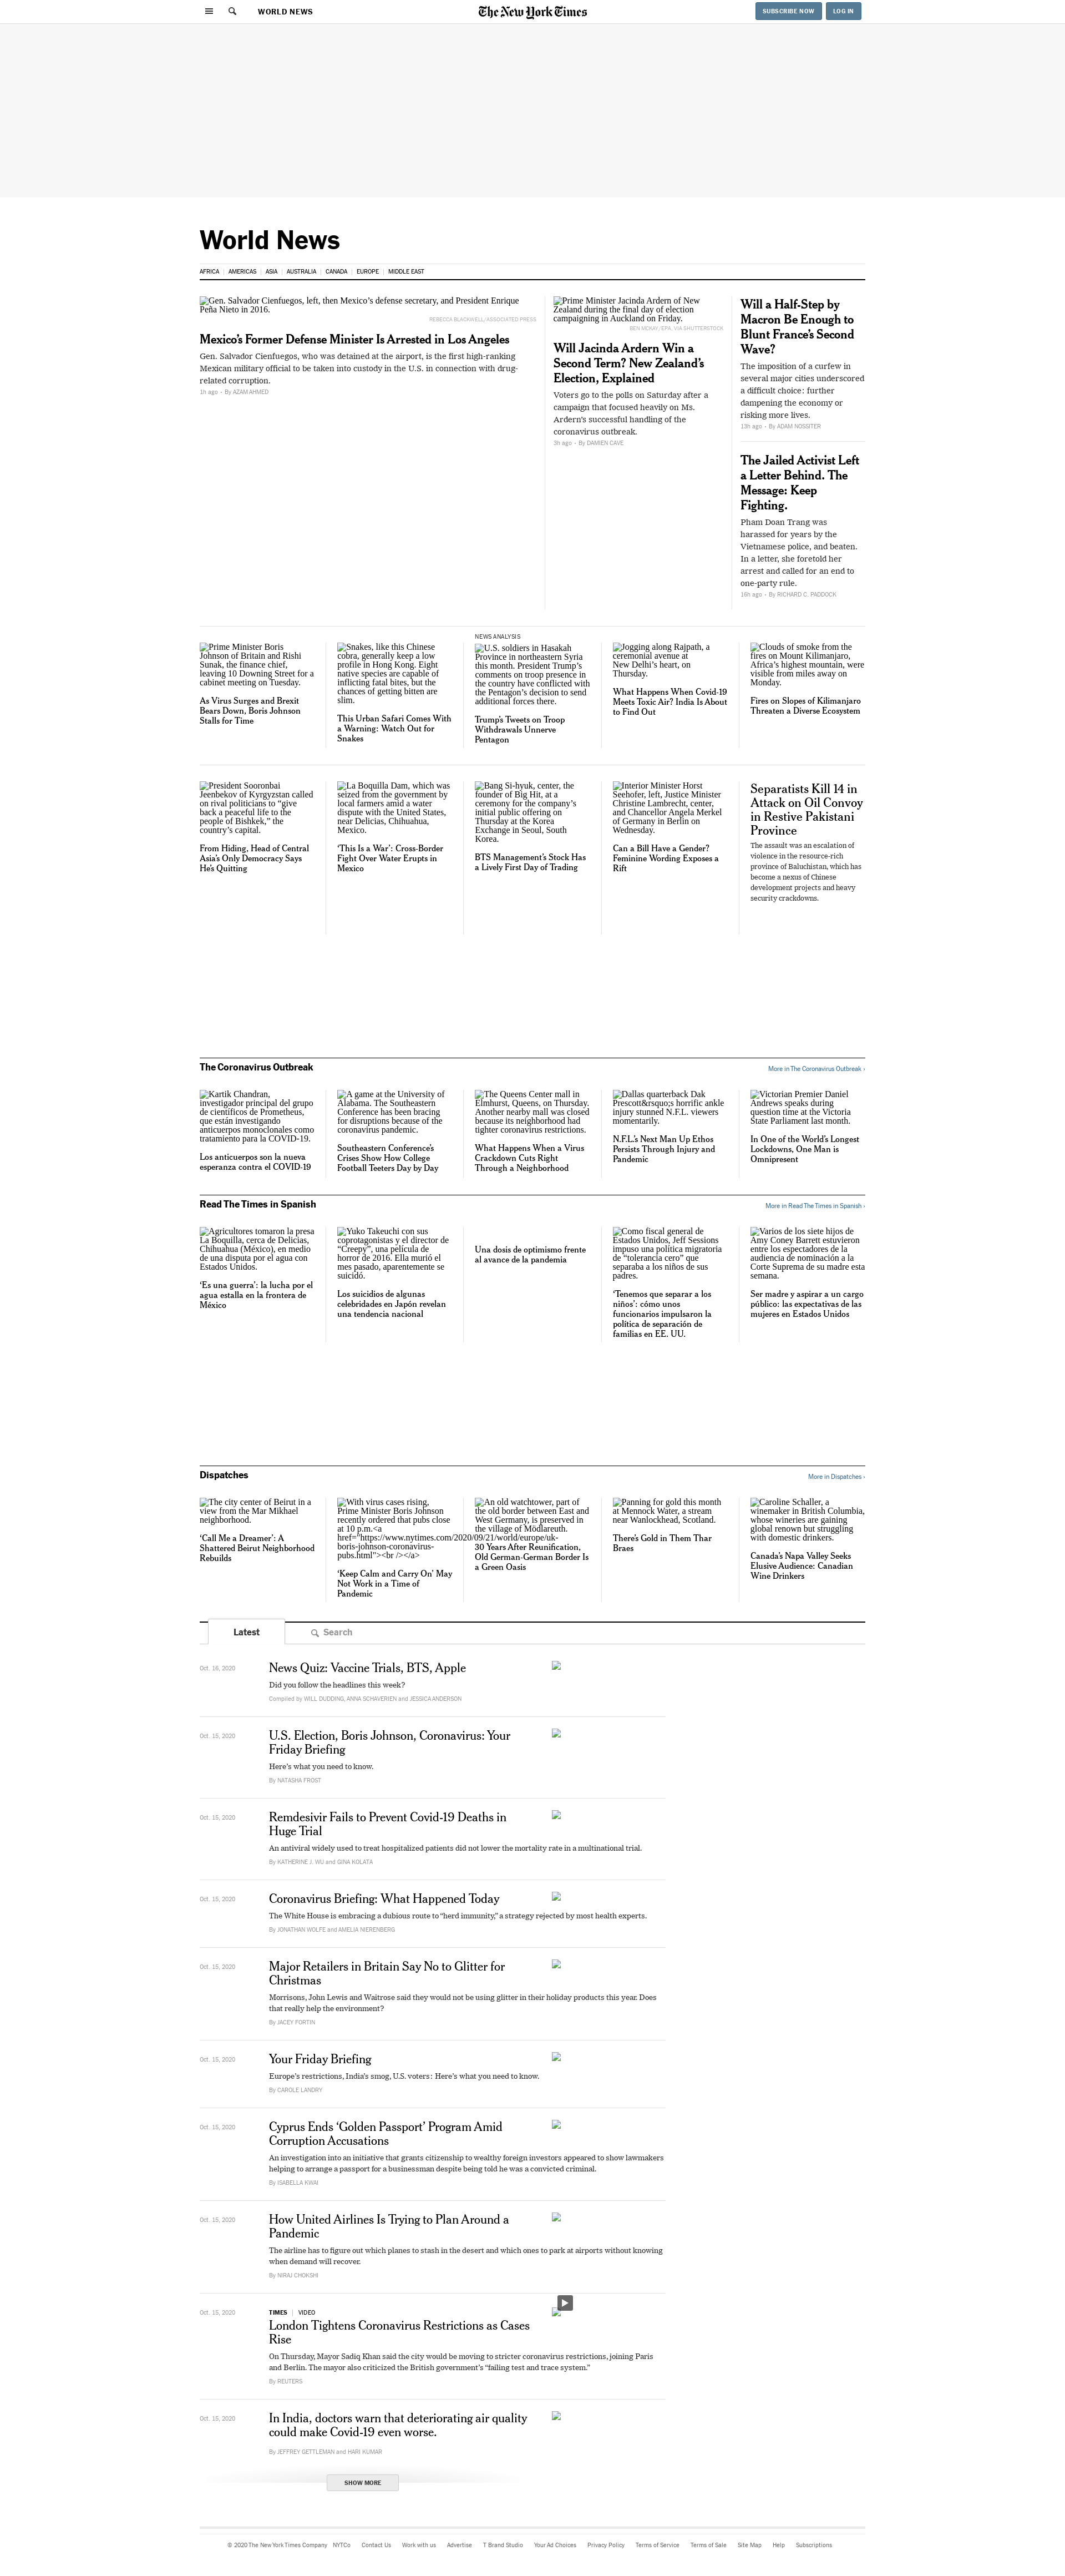 WORLD NEWS
The New York Times
SUBSCRIBE NOW
LOG IN
World News
AFRICA
AMERICAS
ASIA
AUSTRALIA
CANADA
EUROPE
MIDDLE EAST
Gen. Salvador Cienfuegos, left, then Mexico’s defense secretary, and President Enrique
Peña Nieto in 2016.
REBECCA BLACKWELL/ASSOCIATED PRESS
Mexico’s Former Defense Minister Is Arrested in Los Angeles
Gen. Salvador Cienfuegos, who was detained at the airport, is the first high-ranking
Mexican military official to be taken into custody in the U.S. in connection with drug-
related corruption.
1h ago • By AZAM AHMED
Prime Minister Jacinda Ardern of New
Zealand during the final day of election
campaigning in Auckland on Friday.
BEN MCKAY/EPA, VIA SHUTTERSTOCK
Will Jacinda Ardern Win a
Second Term? New Zealand’s
Election, Explained
Voters go to the polls on Saturday after a
campaign that focused heavily on Ms.
Ardern’s successful handling of the
coronavirus outbreak.
3h ago • By DAMIEN CAVE
Will a Half-Step by
Macron Be Enough to
Blunt France’s Second
Wave?
The imposition of a curfew in
several major cities underscored
a difficult choice: further
dampening the economy or
risking more lives.
13h ago • By ADAM NOSSITER
The Jailed Activist Left
a Letter Behind. The
Message: Keep
Fighting.
Pham Doan Trang was
harassed for years by the
Vietnamese police, and beaten.
In a letter, she foretold her
arrest and called for an end to
one-party rule.
16h ago • By RICHARD C. PADDOCK
Prime Minister Boris
Johnson of Britain and Rishi
Sunak, the finance chief,
leaving 10 Downing Street for a
cabinet meeting on Tuesday.
As Virus Surges and Brexit
Bears Down, Boris Johnson
Stalls for Time
Snakes, like this Chinese
cobra, generally keep a low
profile in Hong Kong. Eight
native species are capable of
inflicting fatal bites, but the
chances of getting bitten are
slim.
This Urban Safari Comes With
a Warning: Watch Out for
Snakes
NEWS ANALYSIS
U.S. soldiers in Hasakah
Province in northeastern Syria
this month. President Trump’s
comments on troop presence in
the country have conflicted with
the Pentagon’s decision to send
additional forces there.
Trump’s Tweets on Troop
Withdrawals Unnerve
Pentagon
Jogging along Rajpath, a
ceremonial avenue at
New Delhi’s heart, on
Thursday.
What Happens When Covid-19
Meets Toxic Air? India Is About
to Find Out
Clouds of smoke from the
fires on Mount Kilimanjaro,
Africa’s highest mountain, were
visible from miles away on
Monday.
Fires on Slopes of Kilimanjaro
Threaten a Diverse Ecosystem
President Sooronbai
Jeenbekov of Kyrgyzstan called
on rival politicians to “give
back a peaceful life to the
people of Bishkek,” the
country’s capital.
From Hiding, Head of Central
Asia’s Only Democracy Says
He’s Quitting
La Boquilla Dam, which was
seized from the government by
local farmers amid a water
dispute with the United States,
near Delicias, Chihuahua,
Mexico.
‘This Is a War’: Cross-Border
Fight Over Water Erupts in
Mexico
Bang Si-hyuk, center, the
founder of Big Hit, at a
ceremony for the company’s
initial public offering on
Thursday at the Korea
Exchange in Seoul, South
Korea.
BTS Management’s Stock Has
a Lively First Day of Trading
Interior Minister Horst
Seehofer, left, Justice Minister
Christine Lambrecht, center,
and Chancellor Angela Merkel
of Germany in Berlin on
Wednesday.
Can a Bill Have a Gender?
Feminine Wording Exposes a
Rift
Separatists Kill 14 in
Attack on Oil Convoy
in Restive Pakistani
Province
The assault was an escalation of
violence in the resource-rich
province of Baluchistan, which has
become a nexus of Chinese
development projects and heavy
security crackdowns.
The Coronavirus Outbreak
More in The Coronavirus Outbreak ›
Kartik Chandran,
investigador principal del grupo
de científicos de Prometheus,
que están investigando
anticuerpos monoclonales como
tratamiento para la COVID-19.
Los anticuerpos son la nueva
esperanza contra el COVID-19
A game at the University of
Alabama. The Southeastern
Conference has been bracing
for disruptions because of the
coronavirus pandemic.
Southeastern Conference’s
Crises Show How College
Football Teeters Day by Day
The Queens Center mall in
Elmhurst, Queens, on Thursday.
Another nearby mall was closed
because its neighborhood had
tighter coronavirus restrictions.
What Happens When a Virus
Crackdown Cuts Right
Through a Neighborhood
Dallas quarterback Dak
Prescott&rsquo;s horrific ankle
injury stunned N.F.L. viewers
momentarily.
N.F.L.’s Next Man Up Ethos
Persists Through Injury and
Pandemic
Victorian Premier Daniel
Andrews speaks during
question time at the Victoria
State Parliament last month.
In One of the World’s Longest
Lockdowns, One Man is
Omnipresent
Read The Times in Spanish
More in Read The Times in Spanish ›
Agricultores tomaron la presa
La Boquilla, cerca de Delicias,
Chihuahua (México), en medio
de una disputa por el agua con
Estados Unidos.
‘Es una guerra’: la lucha por el
agua estalla en la frontera de
México
Yuko Takeuchi con sus
coprotagonistas y el director de
“Creepy”, una película de
horror de 2016. Ella murió el
mes pasado, aparentemente se
suicidó.
Los suicidios de algunas
celebridades en Japón revelan
una tendencia nacional
Una dosis de optimismo frente
al avance de la pandemia
Como fiscal general de
Estados Unidos, Jeff Sessions
impuso una política migratoria
de “tolerancia cero” que
separaba a los niños de sus
padres.
‘Tenemos que separar a los
niños’: cómo unos
funcionarios impulsaron la
política de separación de
familias en EE. UU.
Varios de los siete hijos de
Amy Coney Barrett estuvieron
entre los espectadores de la
audiencia de nominación a la
Corte Suprema de su madre esta
semana.
Ser madre y aspirar a un cargo
público: las expectativas de las
mujeres en Estados Unidos
Dispatches
More in Dispatches ›
The city center of Beirut in a
view from the Mar Mikhael
neighborhood.
‘Call Me a Dreamer’: A
Shattered Beirut Neighborhood
Rebuilds
With virus cases rising,
Prime Minister Boris Johnson
recently ordered that pubs close
at 10 p.m.<a
href="https://www.nytimes.com/2020/09/21/world/europe/uk-
boris-johnson-coronavirus-
pubs.html"><br /></a>
‘Keep Calm and Carry On’ May
Not Work in a Time of
Pandemic
An old watchtower, part of
the old border between East and
West Germany, is preserved in
the village of Mödlareuth.
30 Years After Reunification,
Old German-German Border Is
a Green Oasis
Panning for gold this month
at Mennock Water, a stream
near Wanlockhead, Scotland.
There’s Gold in Them Thar
Braes
Caroline Schaller, a
winemaker in British Columbia,
whose wineries are gaining
global renown but struggling
with domestic drinkers.
Canada’s Napa Valley Seeks
Elusive Audience: Canadian
Wine Drinkers
Latest
Search
Oct. 16, 2020
News Quiz: Vaccine Trials, BTS, Apple
Did you follow the headlines this week?
Compiled by WILL DUDDING, ANNA SCHAVERIEN and JESSICA ANDERSON
Oct. 15, 2020
U.S. Election, Boris Johnson, Coronavirus: Your
Friday Briefing
Here’s what you need to know.
By NATASHA FROST
Oct. 15, 2020
Remdesivir Fails to Prevent Covid-19 Deaths in
Huge Trial
An antiviral widely used to treat hospitalized patients did not lower the mortality rate in a multinational trial.
By KATHERINE J. WU and GINA KOLATA
Oct. 15, 2020
Coronavirus Briefing: What Happened Today
The White House is embracing a dubious route to “herd immunity,” a strategy rejected by most health experts.
By JONATHAN WOLFE and AMELIA NIERENBERG
Oct. 15, 2020
Major Retailers in Britain Say No to Glitter for
Christmas
Morrisons, John Lewis and Waitrose said they would not be using glitter in their holiday products this year. Does
that really help the environment?
By JACEY FORTIN
Oct. 15, 2020
Your Friday Briefing
Europe’s restrictions, India’s smog, U.S. voters: Here’s what you need to know.
By CAROLE LANDRY
Oct. 15, 2020
Cyprus Ends ‘Golden Passport’ Program Amid
Corruption Accusations
An investigation into an initiative that grants citizenship to wealthy foreign investors appeared to show lawmakers
helping to arrange a passport for a businessman despite being told he was a convicted criminal.
By ISABELLA KWAI
Oct. 15, 2020
How United Airlines Is Trying to Plan Around a
Pandemic
The airline has to figure out which planes to stash in the desert and which ones to park at airports without knowing
when demand will recover.
By NIRAJ CHOKSHI
Oct. 15, 2020
TIMES | VIDEO
London Tightens Coronavirus Restrictions as Cases
Rise
On Thursday, Mayor Sadiq Khan said the city would be moving to stricter coronavirus restrictions, joining Paris
and Berlin. The mayor also criticized the British government’s “failing test and trace system.”
By REUTERS
Oct. 15, 2020
In India, doctors warn that deteriorating air quality
could make Covid-19 even worse.
By JEFFREY GETTLEMAN and HARI KUMAR
SHOW MORE
© 2020 The New York Times Company
NYTCo
Contact Us
Work with us
Advertise
T Brand Studio
Your Ad Choices
Privacy Policy
Terms of Service
Terms of Sale
Site Map
Help
Subscriptions